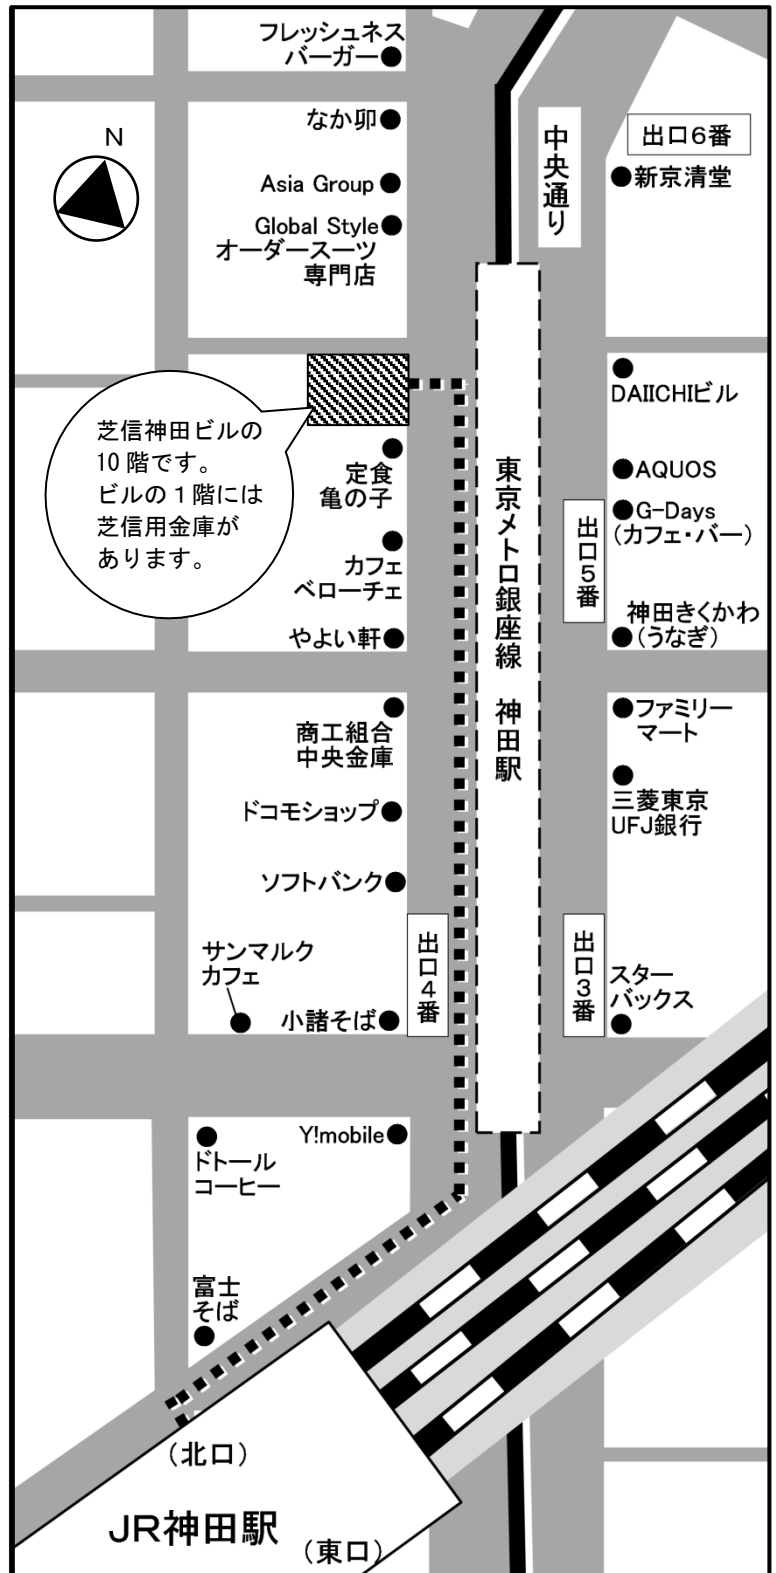 フレッシュネス
バーガー
なか卯
N
Asia Group
Global Style
オーダースーツ
専門店
中央通り
出口6番
新京清堂
芝信神田ビルの
10階です。
ビルの1階には
芝信用金庫が
あります。
定食
亀の子
カフェ
ベローチェ
やよい軒
東京メトロ銀座線 神田駅
DAIICHIビル
AQUOS
G-Days
(カフェ・バー)
出口5番
神田きくかわ
(うなぎ)
商工組合
中央金庫
ドコモショップ
ソフトバンク
ファミリー
マート
三菱東京
UFJ銀行
サンマルク
カフェ
小諸そば
出口4番
出口3番
スター
バックス
Y!mobile
ドトール
コーヒー
富士
そば
(北口)
JR神田駅
(東口)